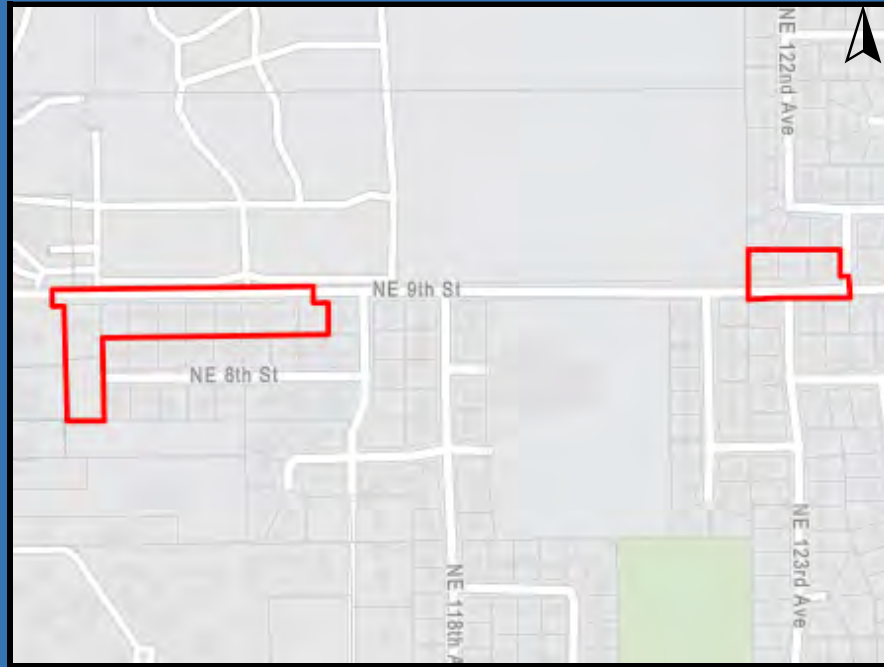 NE 122nd Ave
NE 9th St
NE 8th St
NE 118th A
NE 123rd Ave